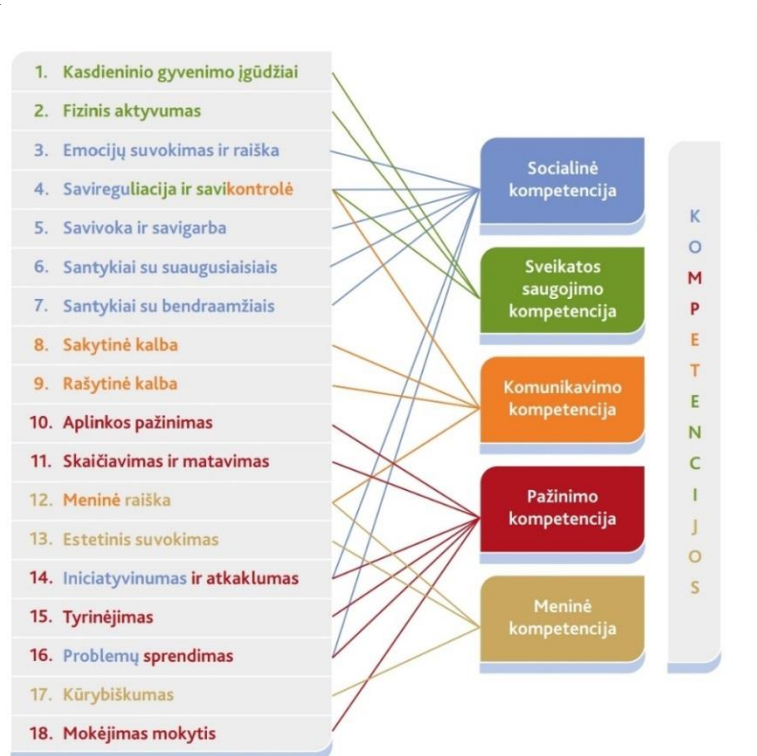 1. Kasdieninio gyvenimo įgūdžiai
2. Fizinis aktyvumas
3. Emocijų suvokimas ir raiška
4. Savireguliacija ir savikontrolė
5. Savivoka ir savigarba
6. Santykiai su suaugusiaisiais
7. Santykiai su bendraamžiais
8. Sakytinė kalba
9. Rašytinė kalba
10. Aplinkos pažinimas
11. Skaičiavimas ir matavimas
12. Meninė raiška
13. Estetinis suvokimas
14. Iniciatyvinumas ir atkaklumas
15. Tyrinėjimas
16. Problemų sprendimas
17. Kūrybiškumas
18. Mokėjimas mokytis
Socialinė
kompetencija
Sveikatos
saugojimo
kompetencija
Komunikavimo
kompetencija
Pažinimo
kompetencija
Meninė
kompetencija
KOMPETENCIJOS